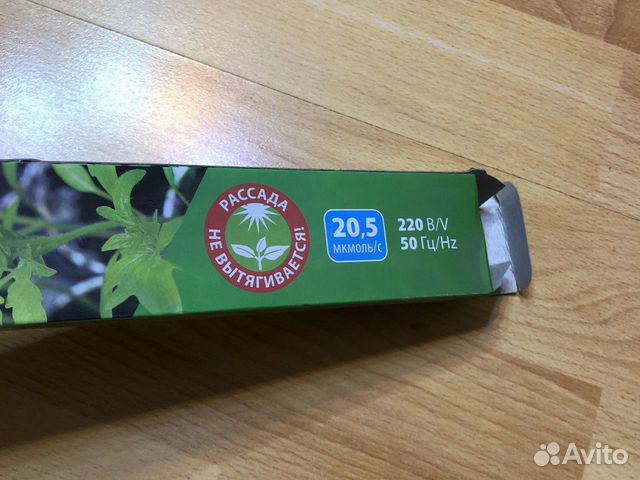 РАССАДА
НЕ ВЫТЯГИВАЕТСЯ!
20,5
МКМОЛЬ/С
220 В/V
50 Гц/Hz
Avito